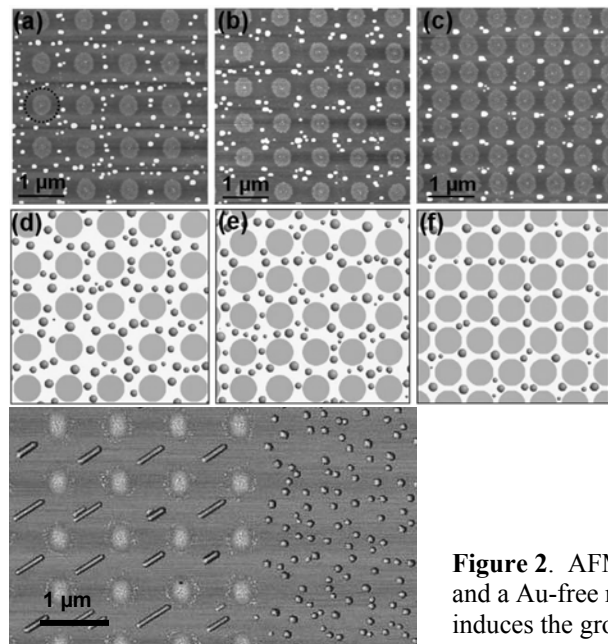 (a) (b) (c)
1 μm 1 μm 1 μm
(d) (e) (f)
1 μm
Figure 2. AFM
and a Au-free r
induces the gro